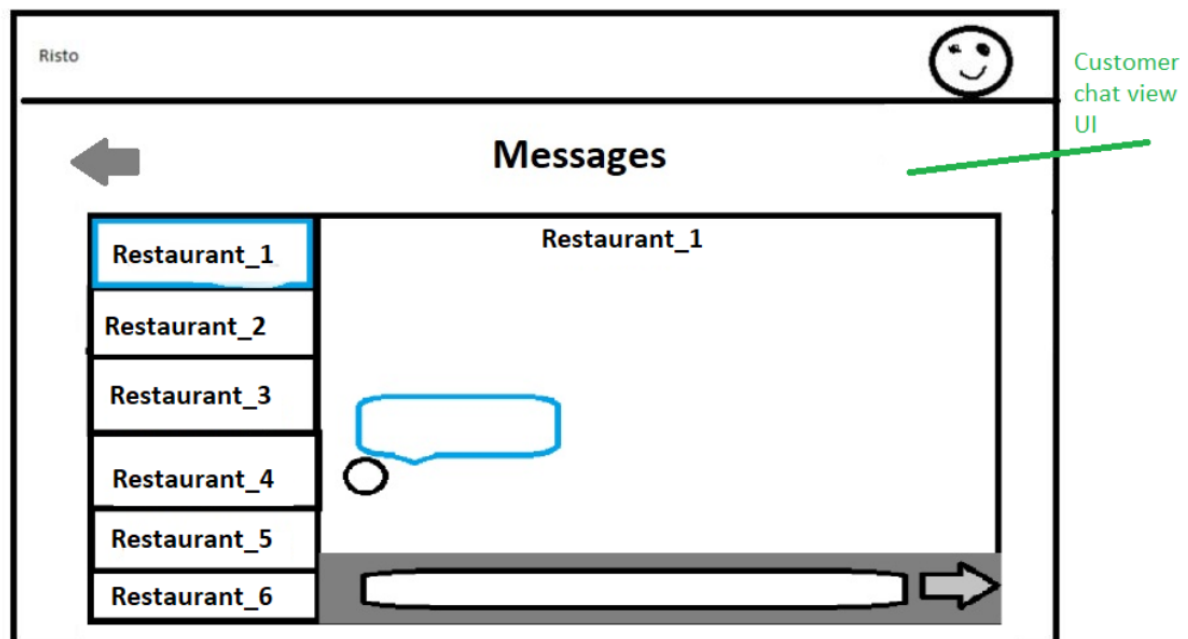 Risto
Customer
chat view
UI
Messages
Restaurant_1
Restaurant_1
Restaurant_2
Restaurant_3
Restaurant_4
Restaurant_5
Restaurant_6